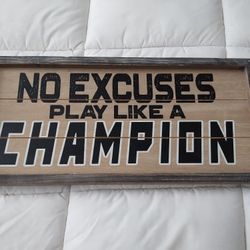 NO EXCUSES
PLAY LIKE A
CHAMPION